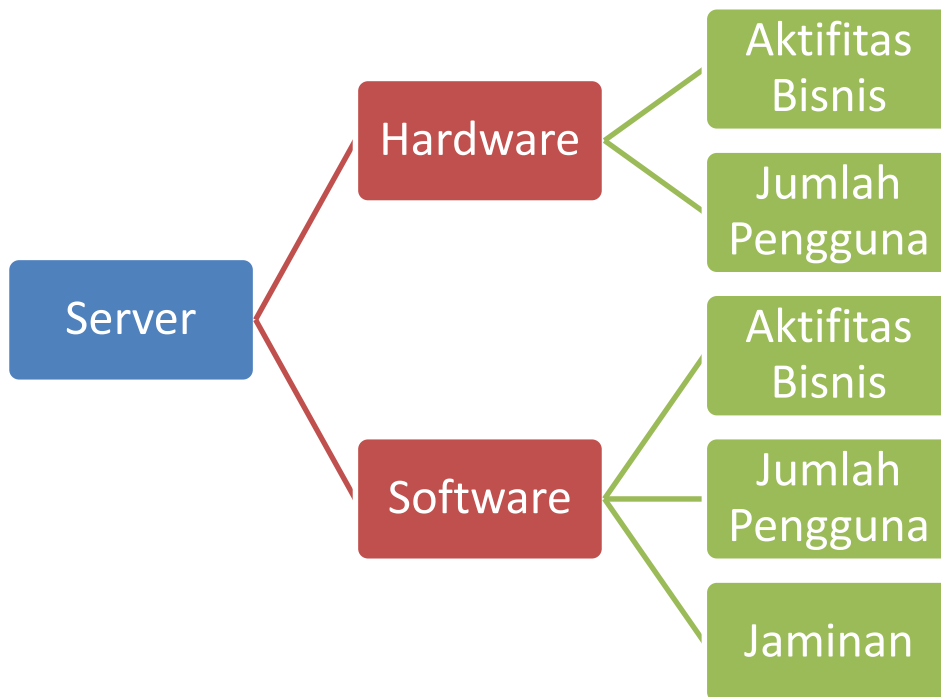 Server
Hardware
Aktifitas
Bisnis
Jumlah
Pengguna
Software
Aktifitas
Bisnis
Jumlah
Pengguna
Jaminan